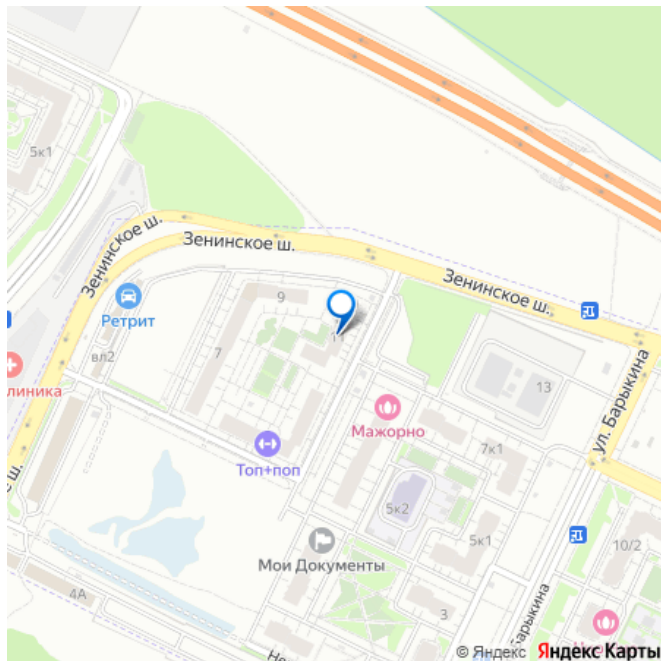 5к1
Зенинское ш.
Зенинское ш.
Зенинское ш.
9
Ретрит
11
7
вл2
13
ул. Барыкина
линика
Мажорно
7к1
Топ+поп
5к2
ш.
Мои Документы
5к1
10/2
4А
3
Барыкина
Не
© Яндекс Яндекс Карты